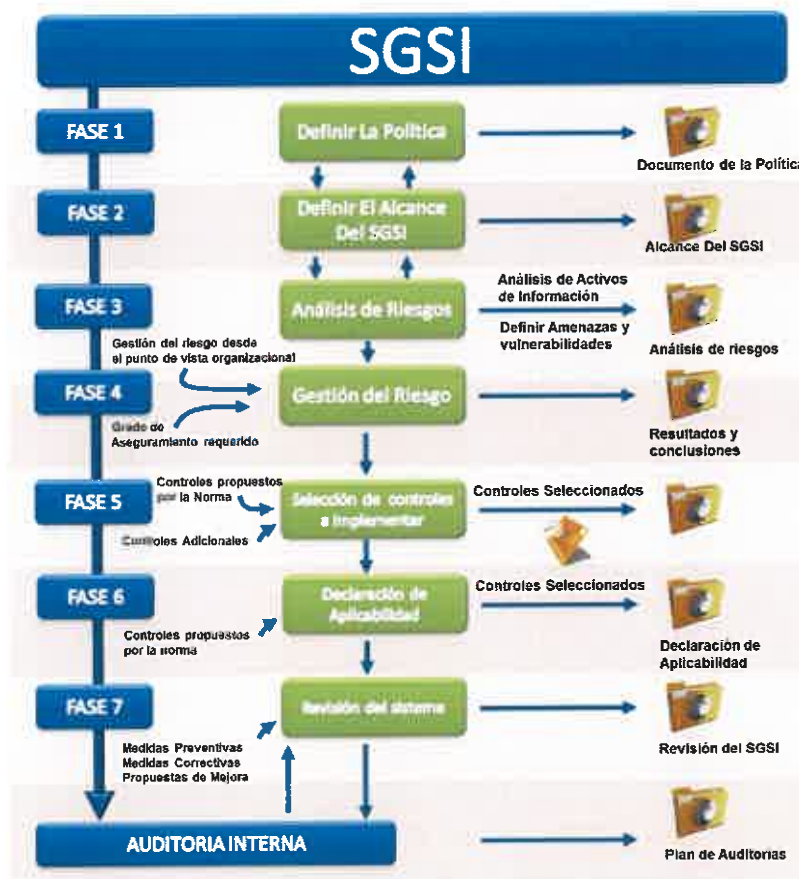 SGSI
FASE 1
Definir La Política
Documento de la Política
FASE 2
Definir El Alcance
Del SGSI
Alcance Del SGSI
FASE 3
Análisis de Riesgos
Análisis de Activos
de Información
Definir Amenazas y
vulnerabilidades
Análisis de riesgos
Gestión del riesgo desde
el punto de vista organizacional
FASE 4
Gestión del Riesgo
Grado de
Aseguramiento requerido
Resultados y
conclusiones
FASE 5
Controles propuestos
por la Norma
Controles Adicionales
Selección de controles
a Implementar
Controles Seleccionados
FASE 6
Declaración de
Aplicabilidad
Controles Seleccionados
Controles propuestos
por la norma
Declaración de
Aplicabilidad
FASE 7
Revisión del sistema
Medidas Preventivas
Medidas Correctivas
Propuestas de Mejora
Revisión del SGSI
AUDITORIA INTERNA
Plan de Auditorías